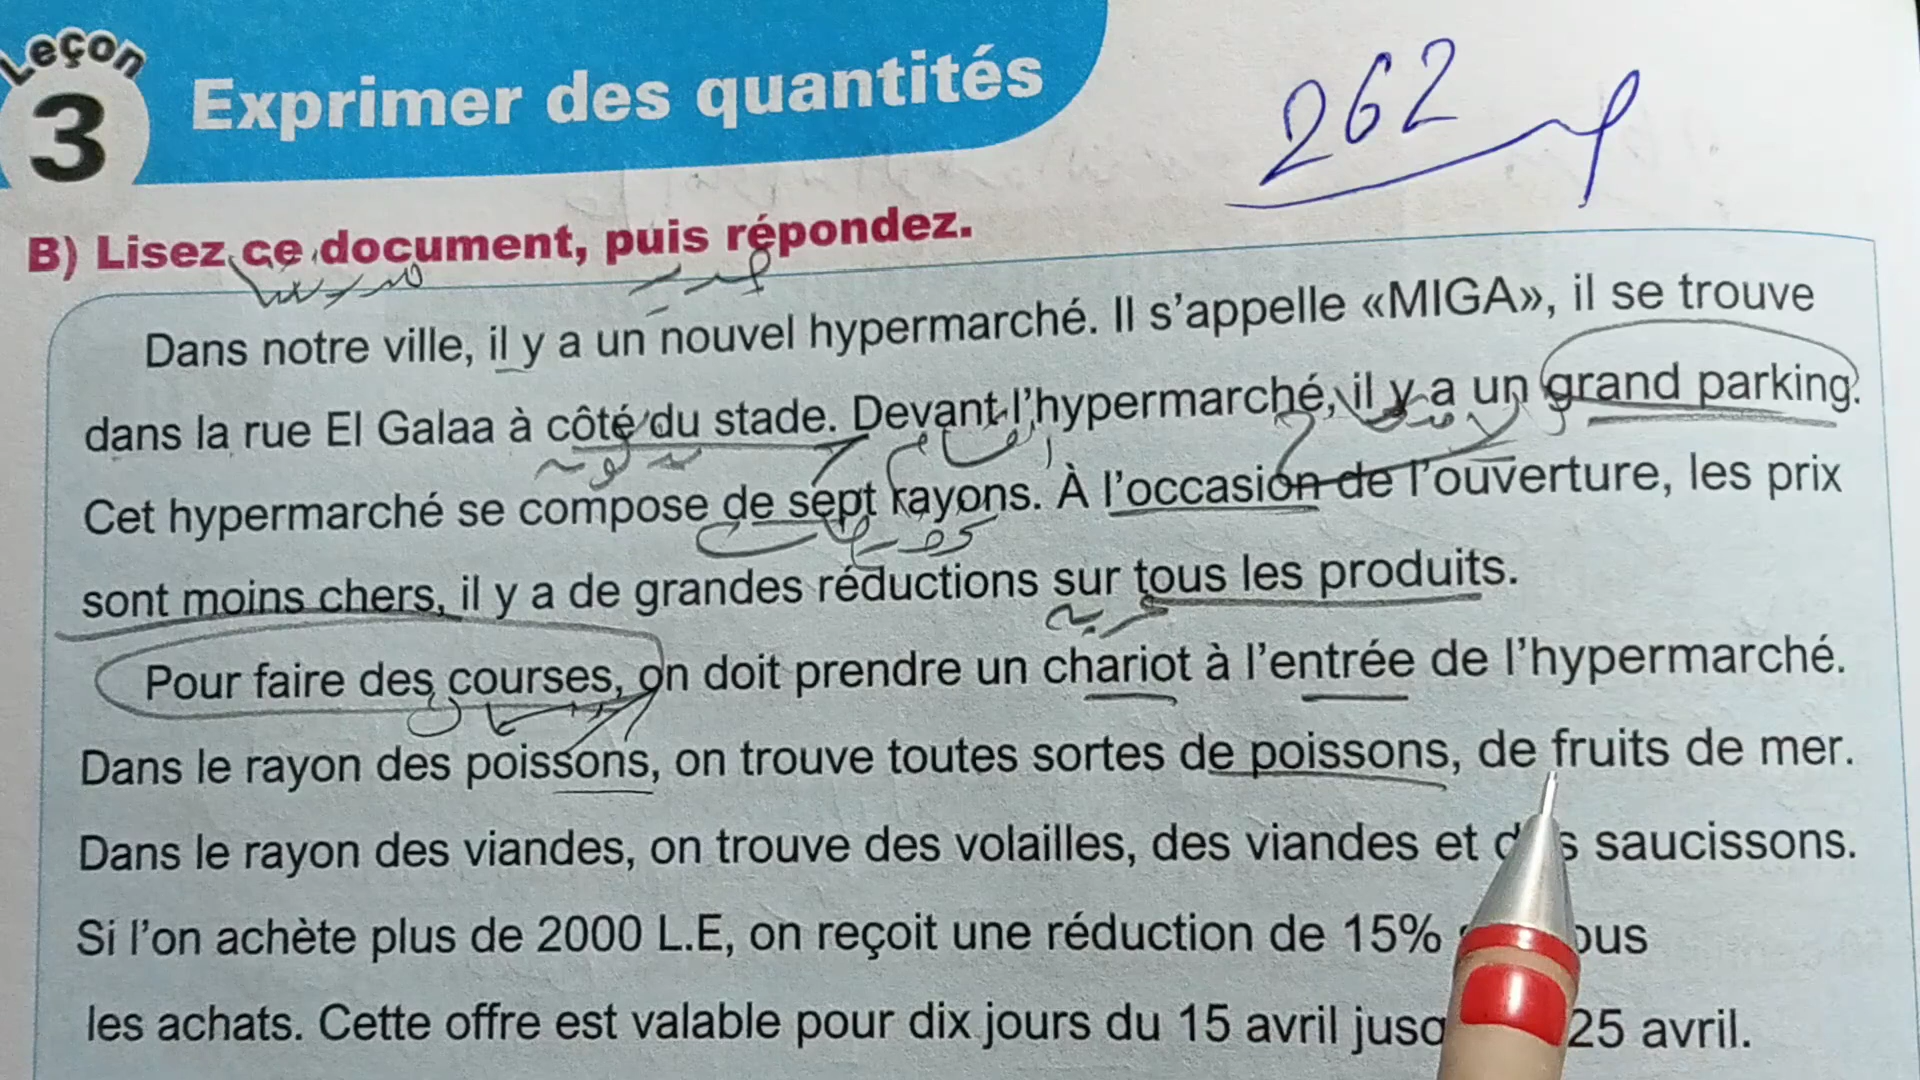 Leçon
3
Exprimer des quantités
262
B) Lisez ce document, puis répondez.
Dans notre ville, il y a un nouvel hypermarché. Il s'appelle «MIGA», il se trouve
dans la rue El Galaa à côté du stade. Devant l'hypermarché, il y a un grand parking.
Cet hypermarché se compose de sept rayons. À l'occasion de l'ouverture, les prix
sont moins chers, il y a de grandes réductions sur tous les produits.
Pour faire des courses, on doit prendre un chariot à l'entrée de l'hypermarché.
Dans le rayon des poissons, on trouve toutes sortes de poissons, de fruits de mer.
Dans le rayon des viandes, on trouve des volailles, des viandes et des saucissons.
Si l'on achète plus de 2000 L.E, on reçoit une réduction de 15% ous
les achats. Cette offre est valable pour dix jours du 15 avril jusq 25 avril.